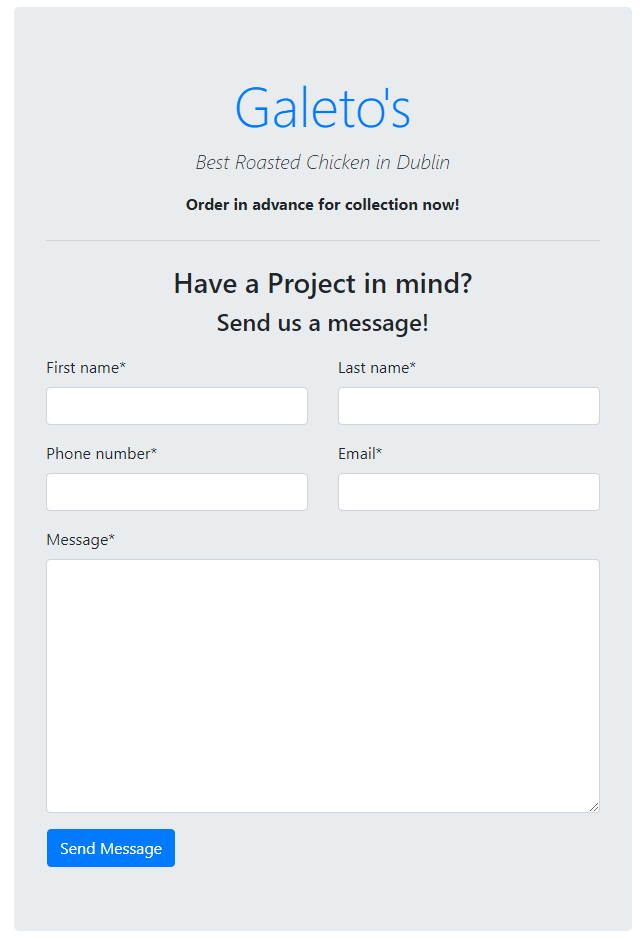 Galeto's
Best Roasted Chicken in Dublin
Order in advance for collection now!
Have a Project in mind?
Send us a message!
First name*
Last name*
Phone number*
Email*
Message*
Send Message